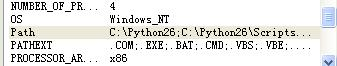 NUMBER_OF_PR... 4
OS Windows_NT
Path C:\Python26;C:\Python26\Scripts...
PATHEXT .COM;.EXE;.BAT;.CMD;.VBS;.VBE;....
PROCESSOR_AR... x86